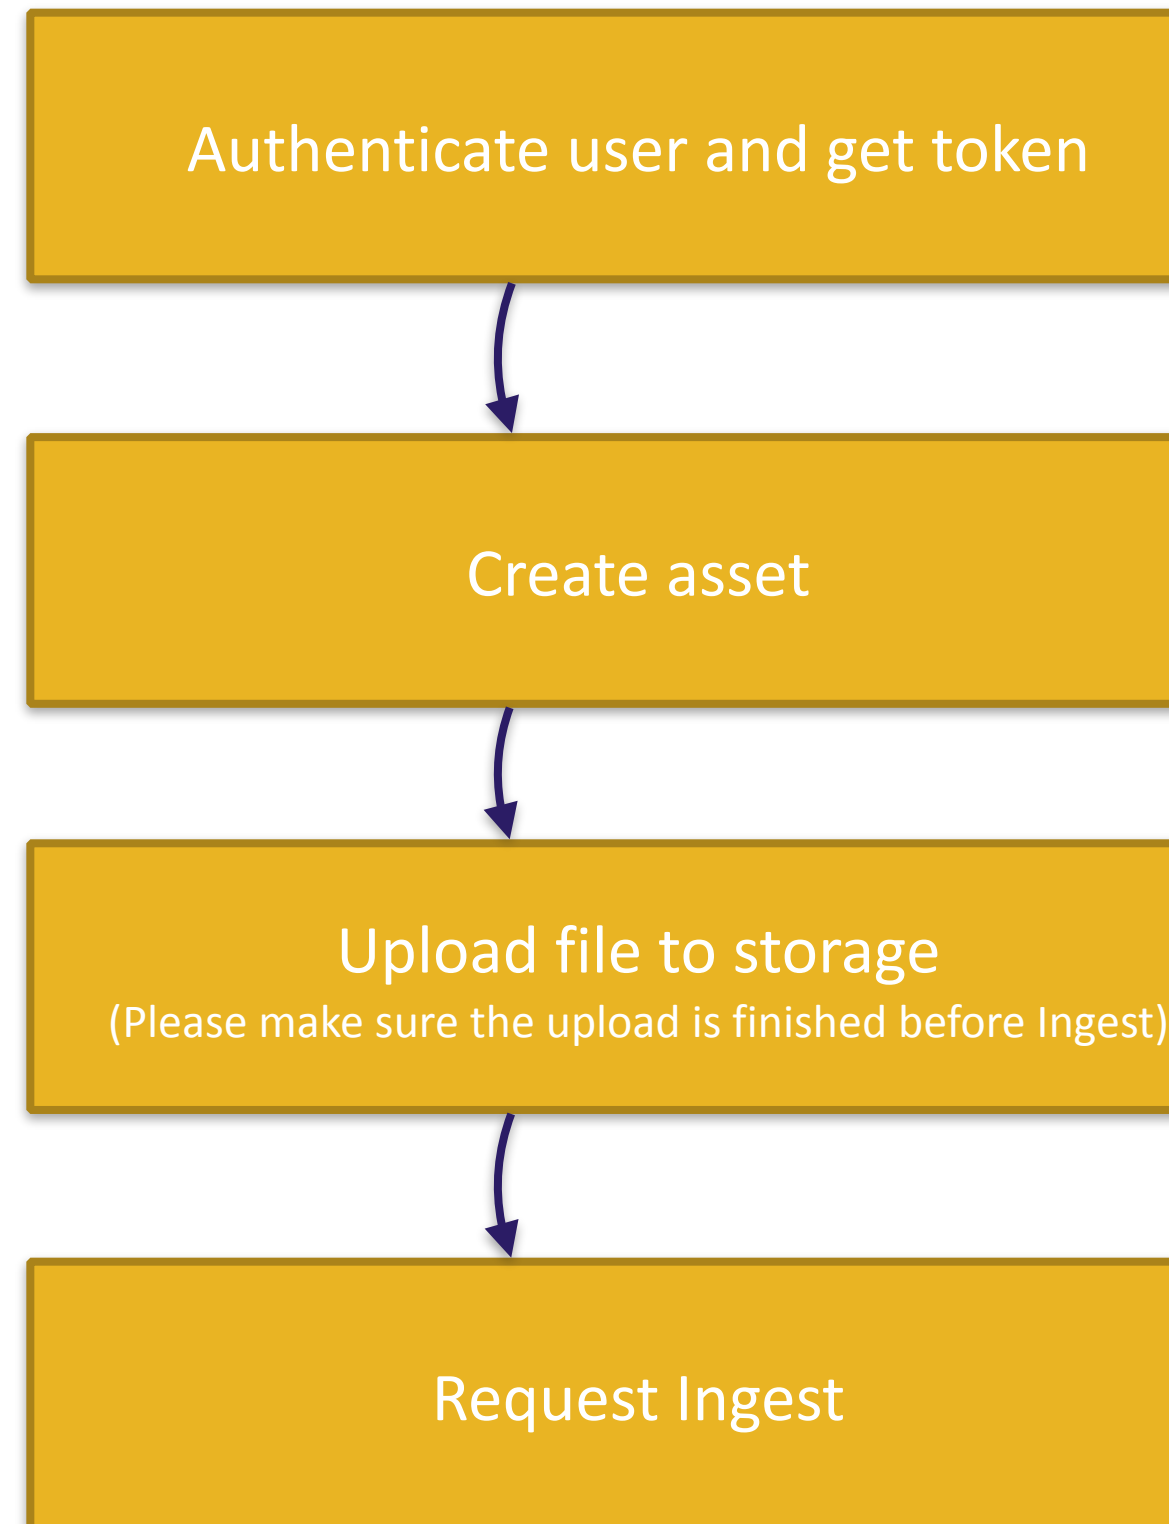 Authenticate user and get token
Create asset
Upload file to storage
(Please make sure the upload is finished before Ingest)
Request Ingest